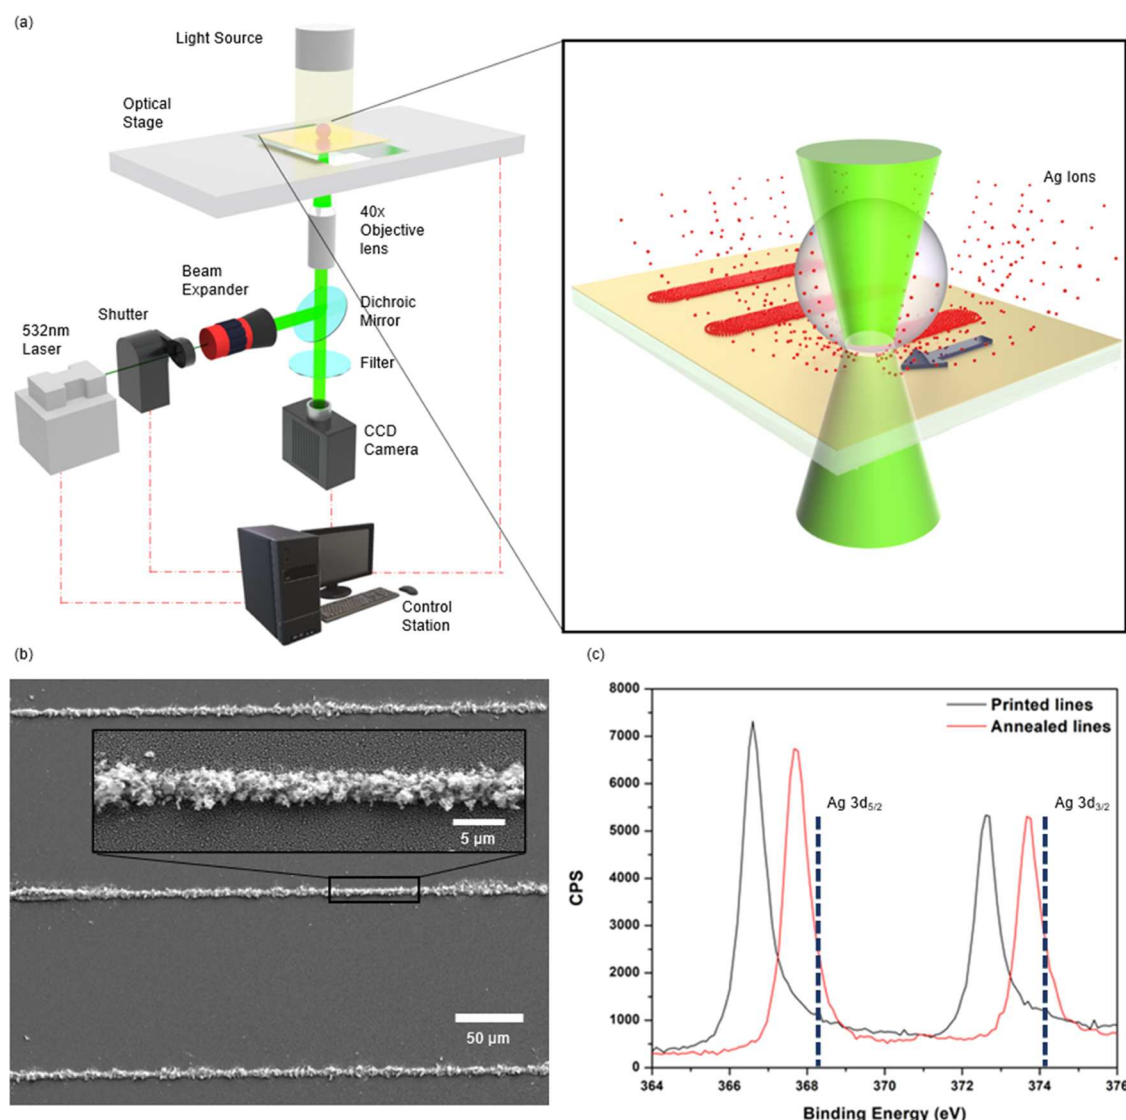 (a)
Light Source
Optical
Stage
40x
Objective
lens
Beam
Expander
Dichroic
Mirror
Shutter
532nm
Laser
Filter
CCD
Camera
Control
Station
Ag Ions
(b)
5 µm
50 µm
(c)
8000
7000
6000
5000
4000
3000
2000
1000
0
CPS
Printed lines
Annealed lines
Ag 3d5/2
Ag 3d3/2
364
366
368
370
372
374
376
Binding Energy (eV)